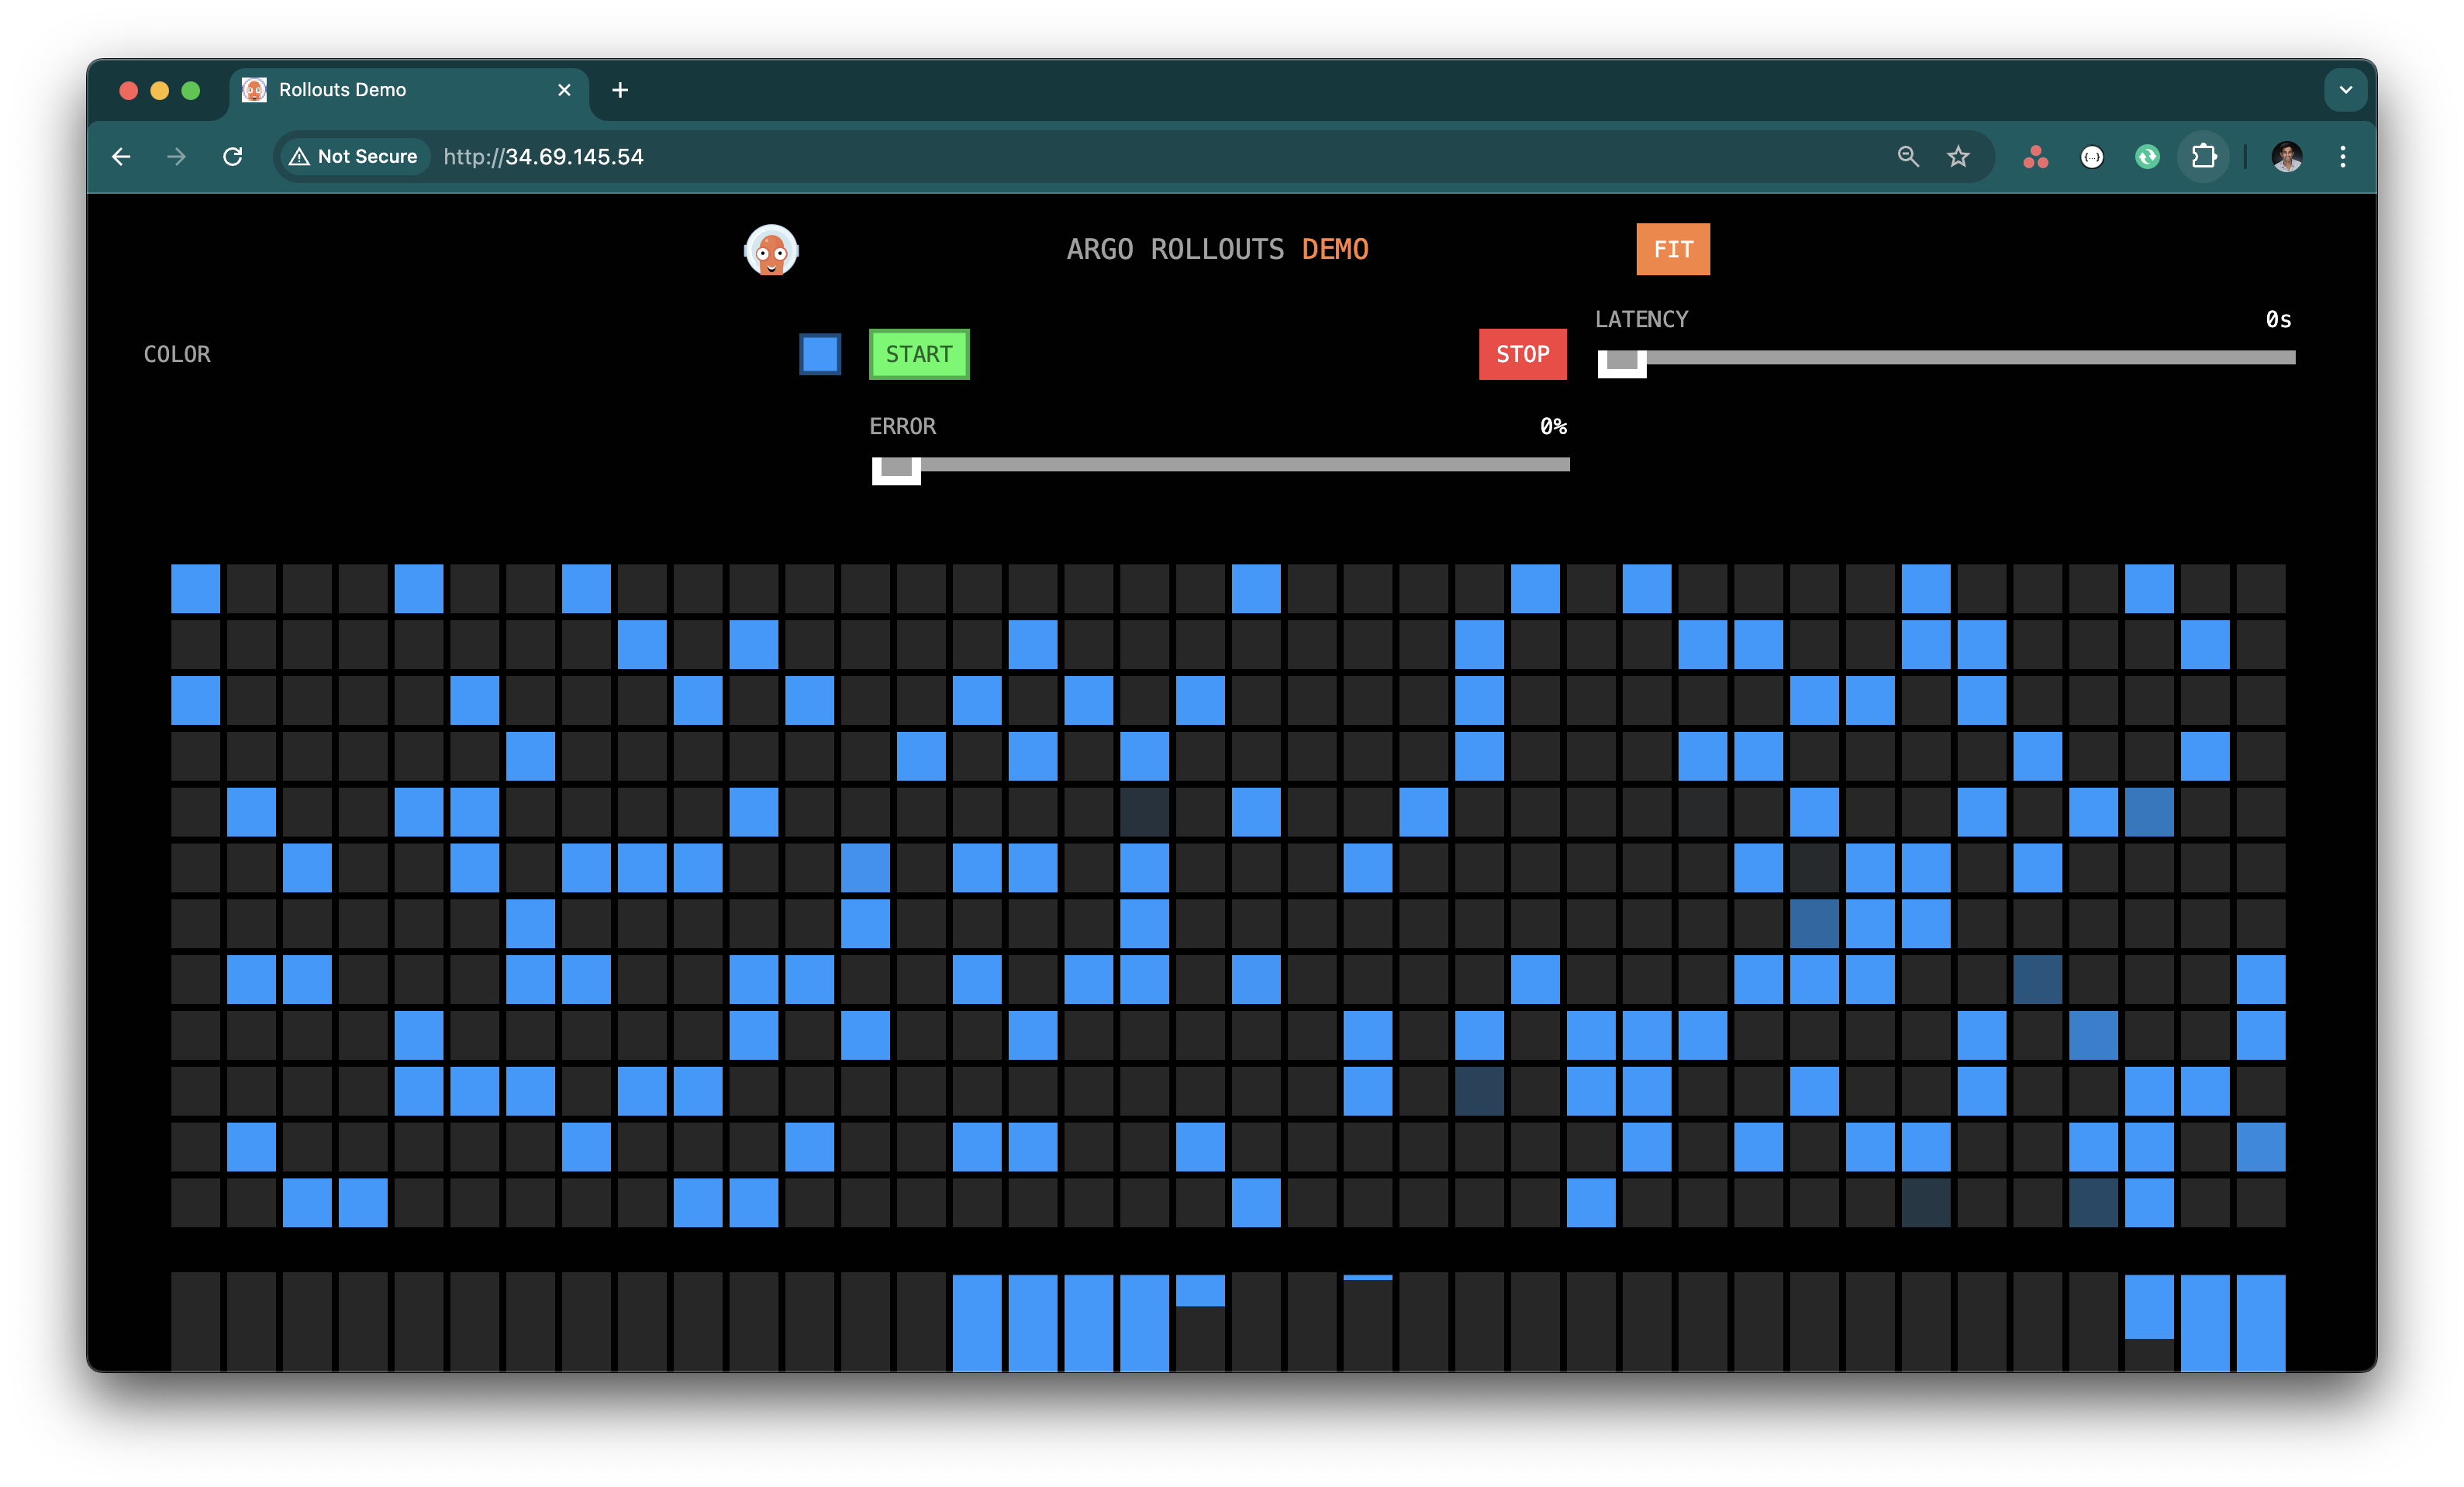 Rollouts Demo
Not Secure http://34.69.145.54
ARGO ROLLOUTS DEMO FIT
LATENCY 0s
COLOR START STOP
ERROR 0%